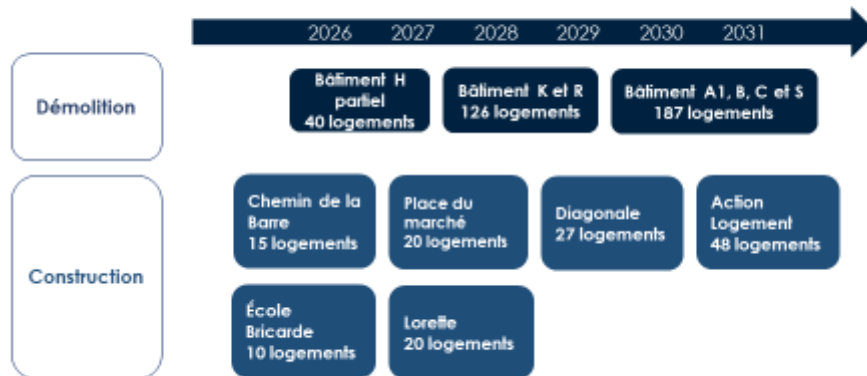 2026 2027 2028 2029 2030 2031
Démolition
Bâtiment H
partiel
40 logements
Bâtiment K et R
126 logements
Bâtiment A1, B, C et S
187 logements
Construction
Chemin de la
Barre
15 logements
Place du
marché
20 logements
Diagonale
27 logements
Action
Logement
48 logements
École
Bricarde
10 logements
Lorette
20 logements